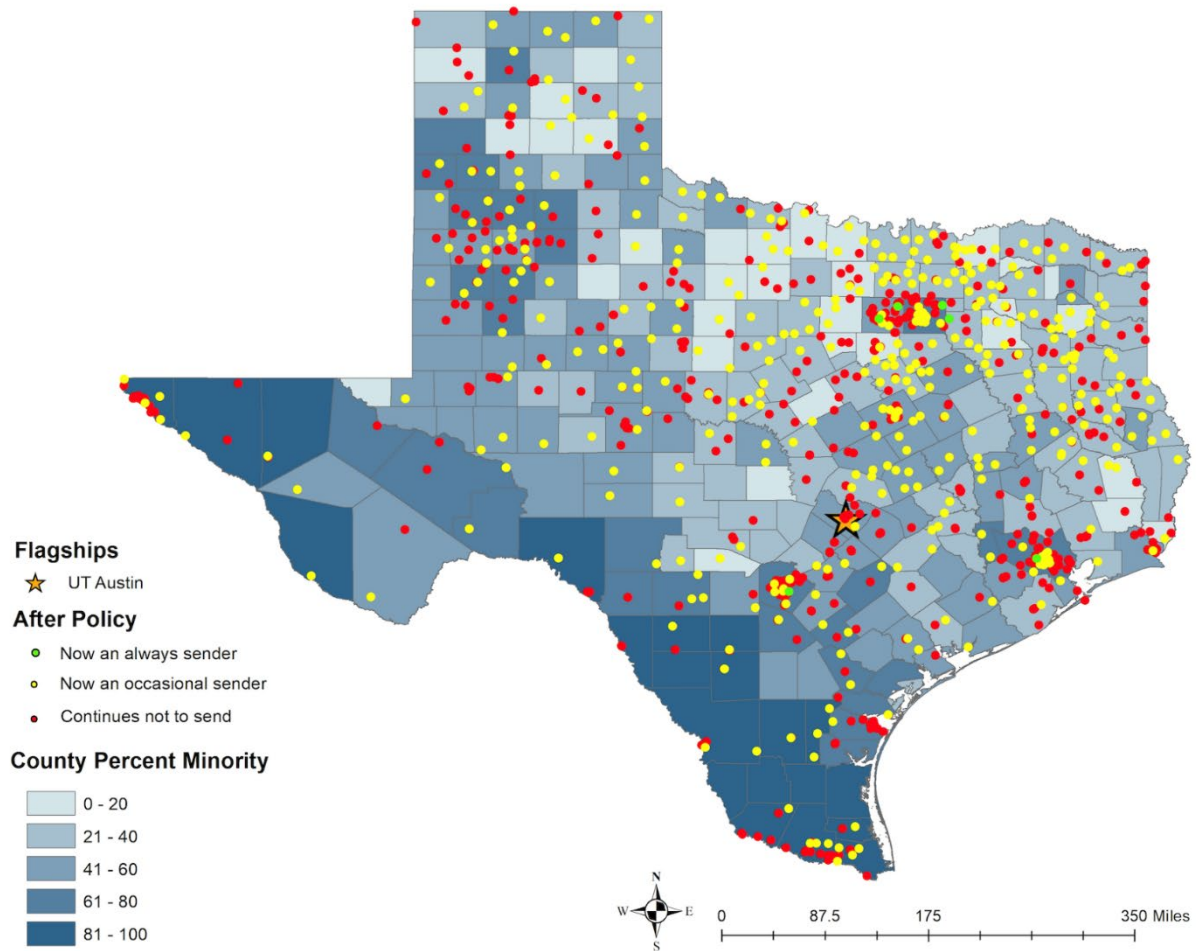 Flagships
UT Austin
After Policy
Now an always sender
Now an occasional sender
Continues not to send
County Percent Minority
0 - 20
21 - 40
41 - 60
61 - 80
81 - 100
N
W E
S
0 87.5 175 350 Miles